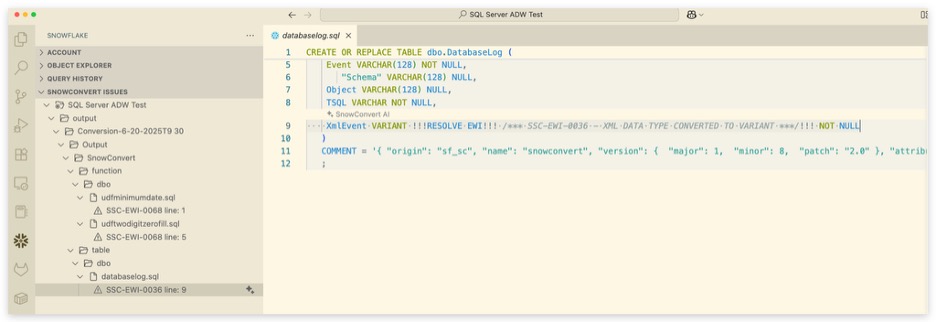 SQL Server ADW Test
SNOWFLAKE
ACCOUNT
OBJECT EXPLORER
QUERY HISTORY
SNOWCONVERT ISSUES
SQL Server ADW Test
output
Conversion-6-20-2025T9 30
Output
SnowConvert
function
dbo
udfminimumdate.sql
SSC-EWI-0068 line: 1
udftwodigitzerofill.sql
SSC-EWI-0068 line: 5
table
dbo
databaselog.sql
SSC-EWI-0036 line: 9
databaselog.sql
1 CREATE OR REPLACE TABLE dbo.DatabaseLog (
5 Event VARCHAR(128) NOT NULL,
6 "Schema" VARCHAR(128) NULL,
7 Object VARCHAR(128) NULL,
8 TSQL VARCHAR NOT NULL,
SnowConvert AI
9 XmlEvent VARIANT !!!RESOLVE EWI!!! /*** SSC-EWI-0036 - XML DATA TYPE CONVERTED TO VARIANT ***/!!! NOT NULL
10 )
11 COMMENT = '{ "origin": "sf_sc", "name": "snowconvert", "version": { "major": 1, "minor": 8, "patch": "2.0" }, "attrib
12 ;